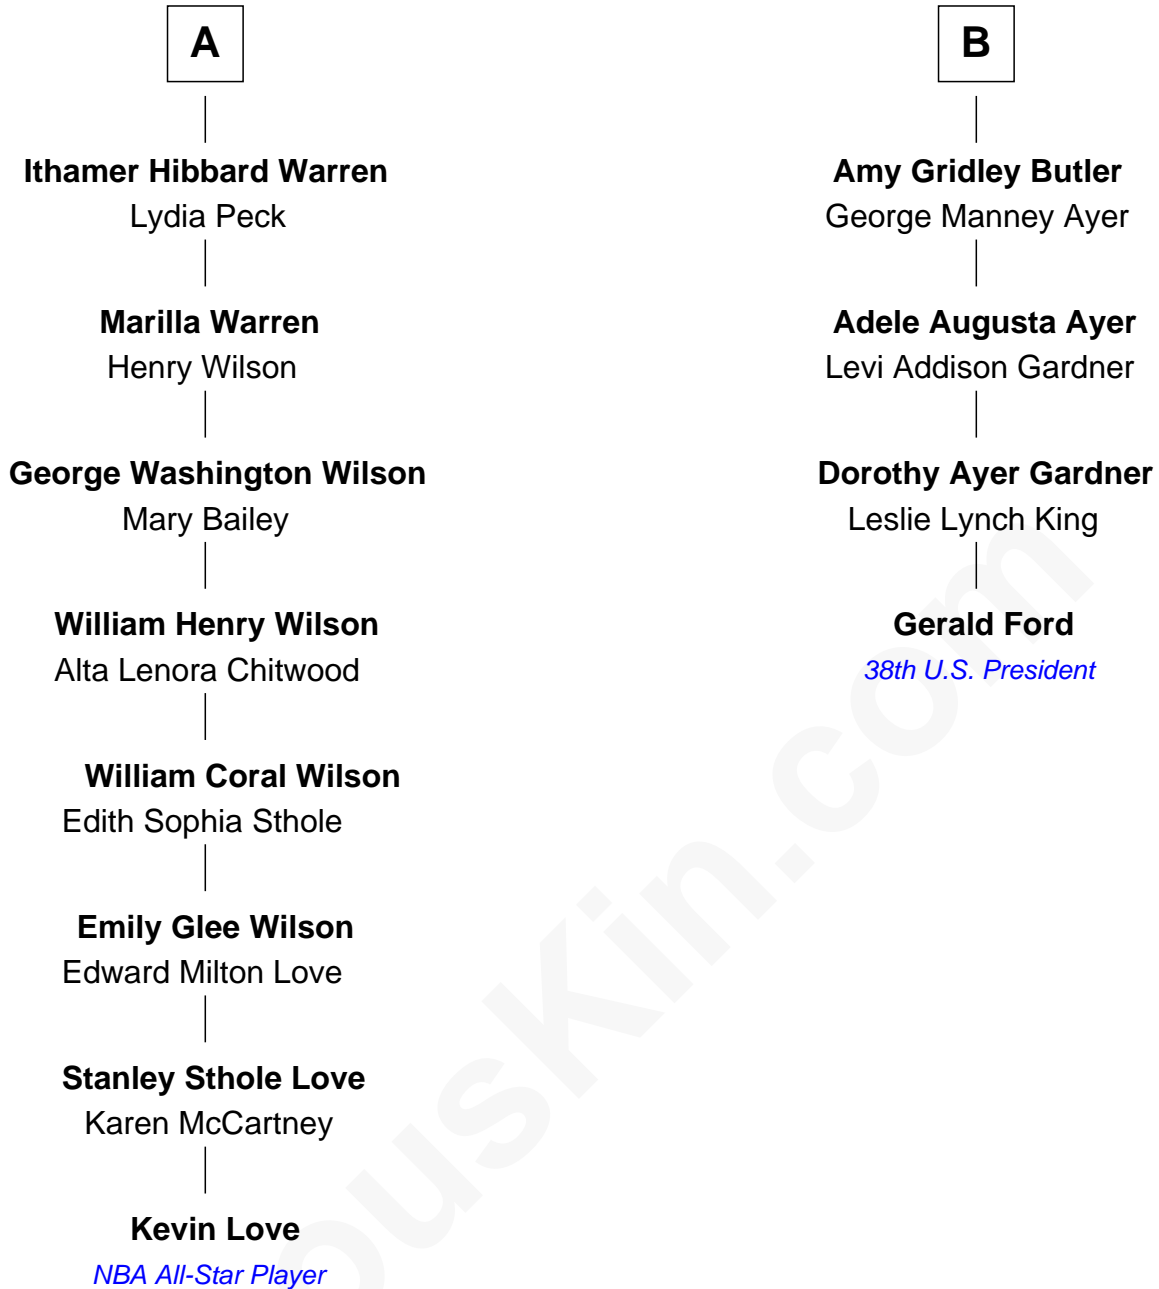 A
Ithamer Hibbard Warren
Lydia Peck
Marilla Warren
Henry Wilson
George Washington Wilson
Mary Bailey
William Henry Wilson
Alta Lenora Chitwood
William Coral Wilson
Edith Sophia Sthole
Emily Glee Wilson
Edward Milton Love
Stanley Sthole Love
Karen McCartney
Kevin Love
NBA All-Star Player
B
Amy Gridley Butler
George Manney Ayer
Adele Augusta Ayer
Levi Addison Gardner
Dorothy Ayer Gardner
Leslie Lynch King
Gerald Ford
38th U.S. President
ousKin.com